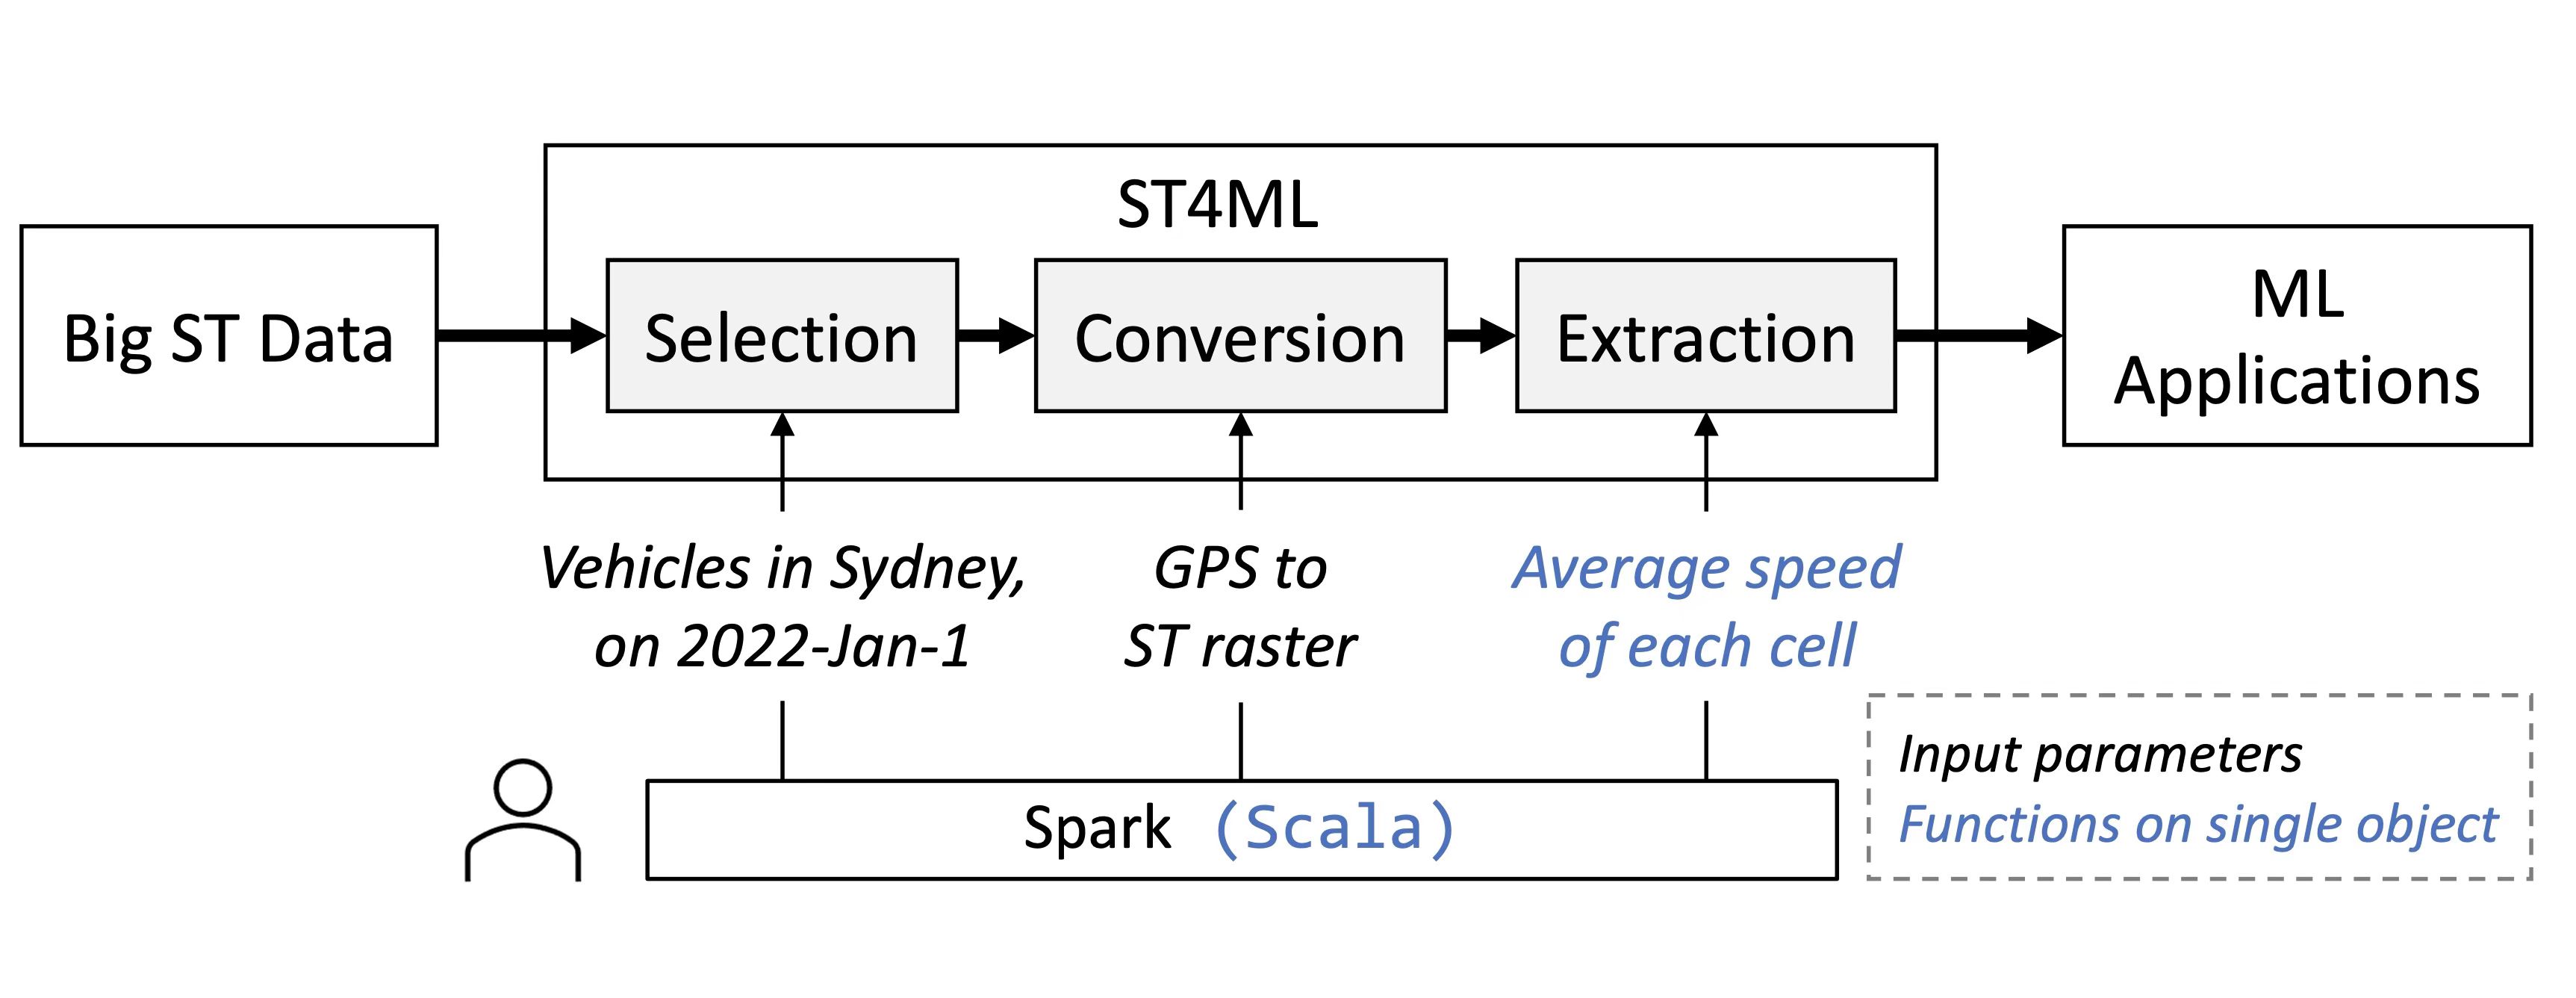 ST4ML
Big ST Data
Selection
Conversion
Extraction
ML
Applications
Vehicles in Sydney,
on 2022-Jan-1
GPS to
ST raster
Average speed
of each cell
Spark (Scala)
Input parameters
Functions on single object